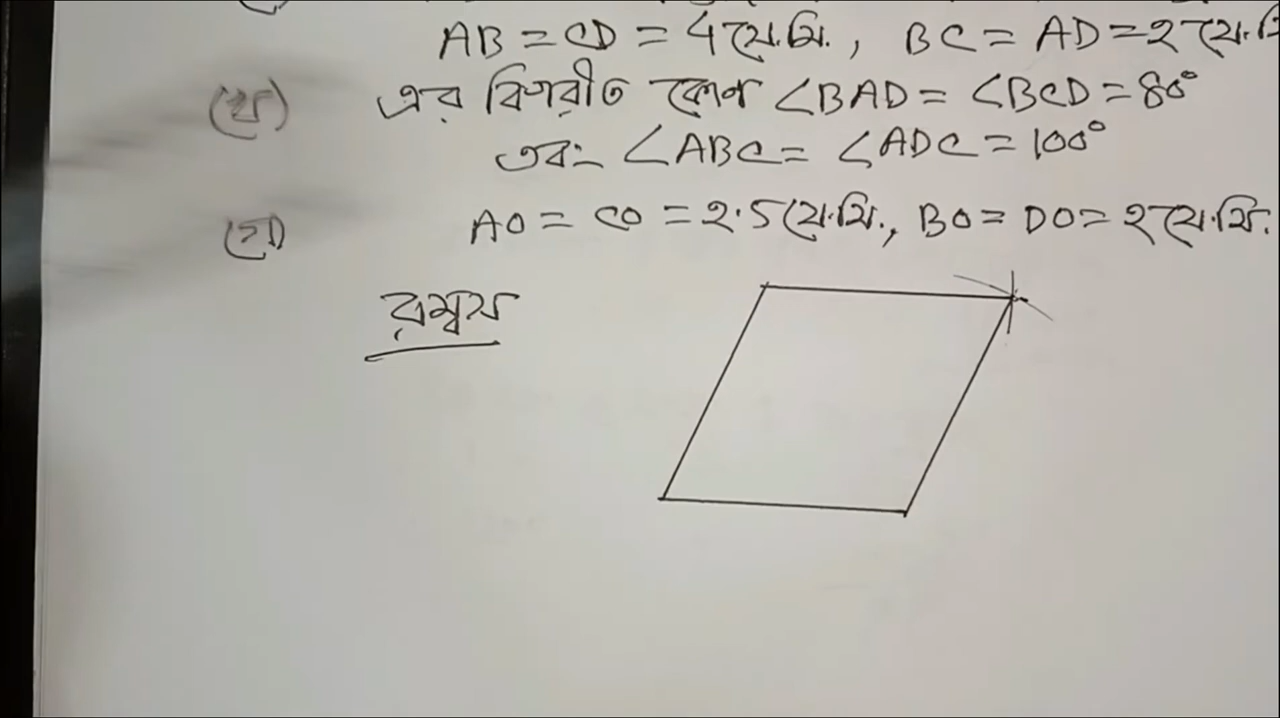 AB = CD = 4 সে.মি., BC = AD = 2 সে.মি
(খ) এর বিপরীত কোণ ∠BAD = ∠BCD = 80°
এবং ∠ABC = ∠ADC = 100°
(গ) AO = CO = 2.5 সে.মি., BO = DO = 2 সে.মি.
রম্বস